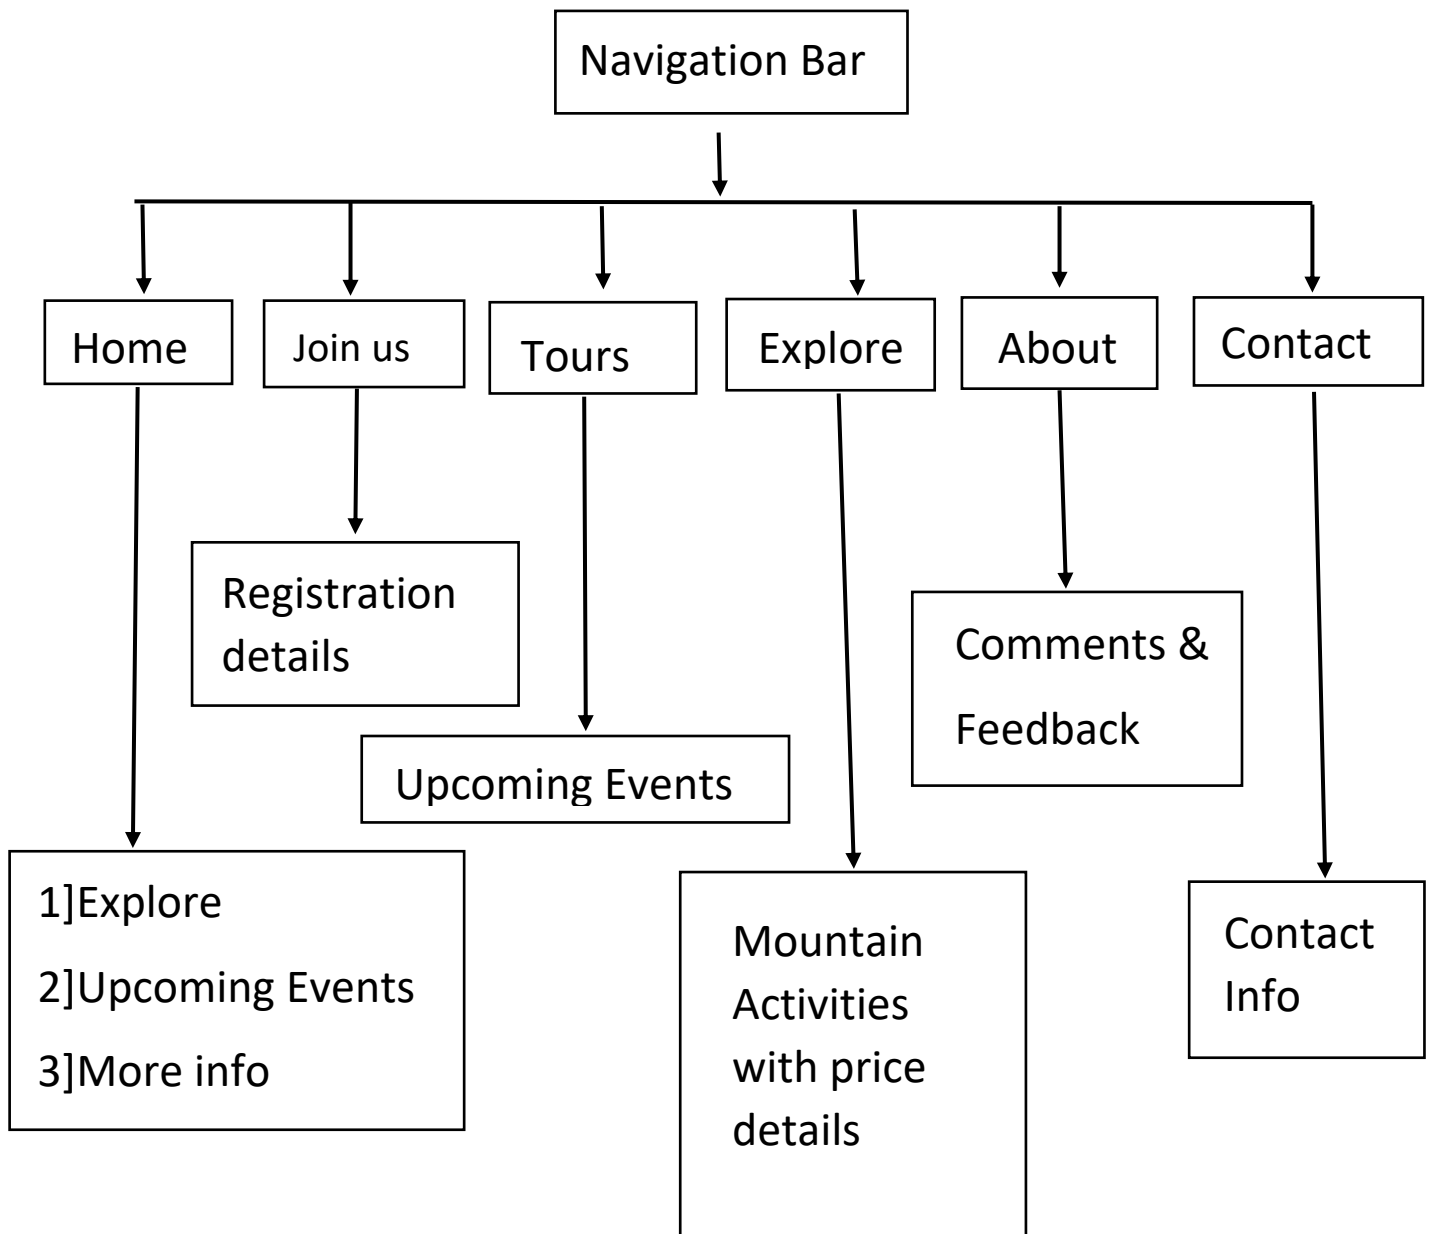 Navigation Bar
Home
Join us
Tours
Explore
About
Contact
Registration
details
Comments &
Feedback
Upcoming Events
1]Explore
2]Upcoming Events
3]More info
Mountain
Activities
with price
details
Contact
Info